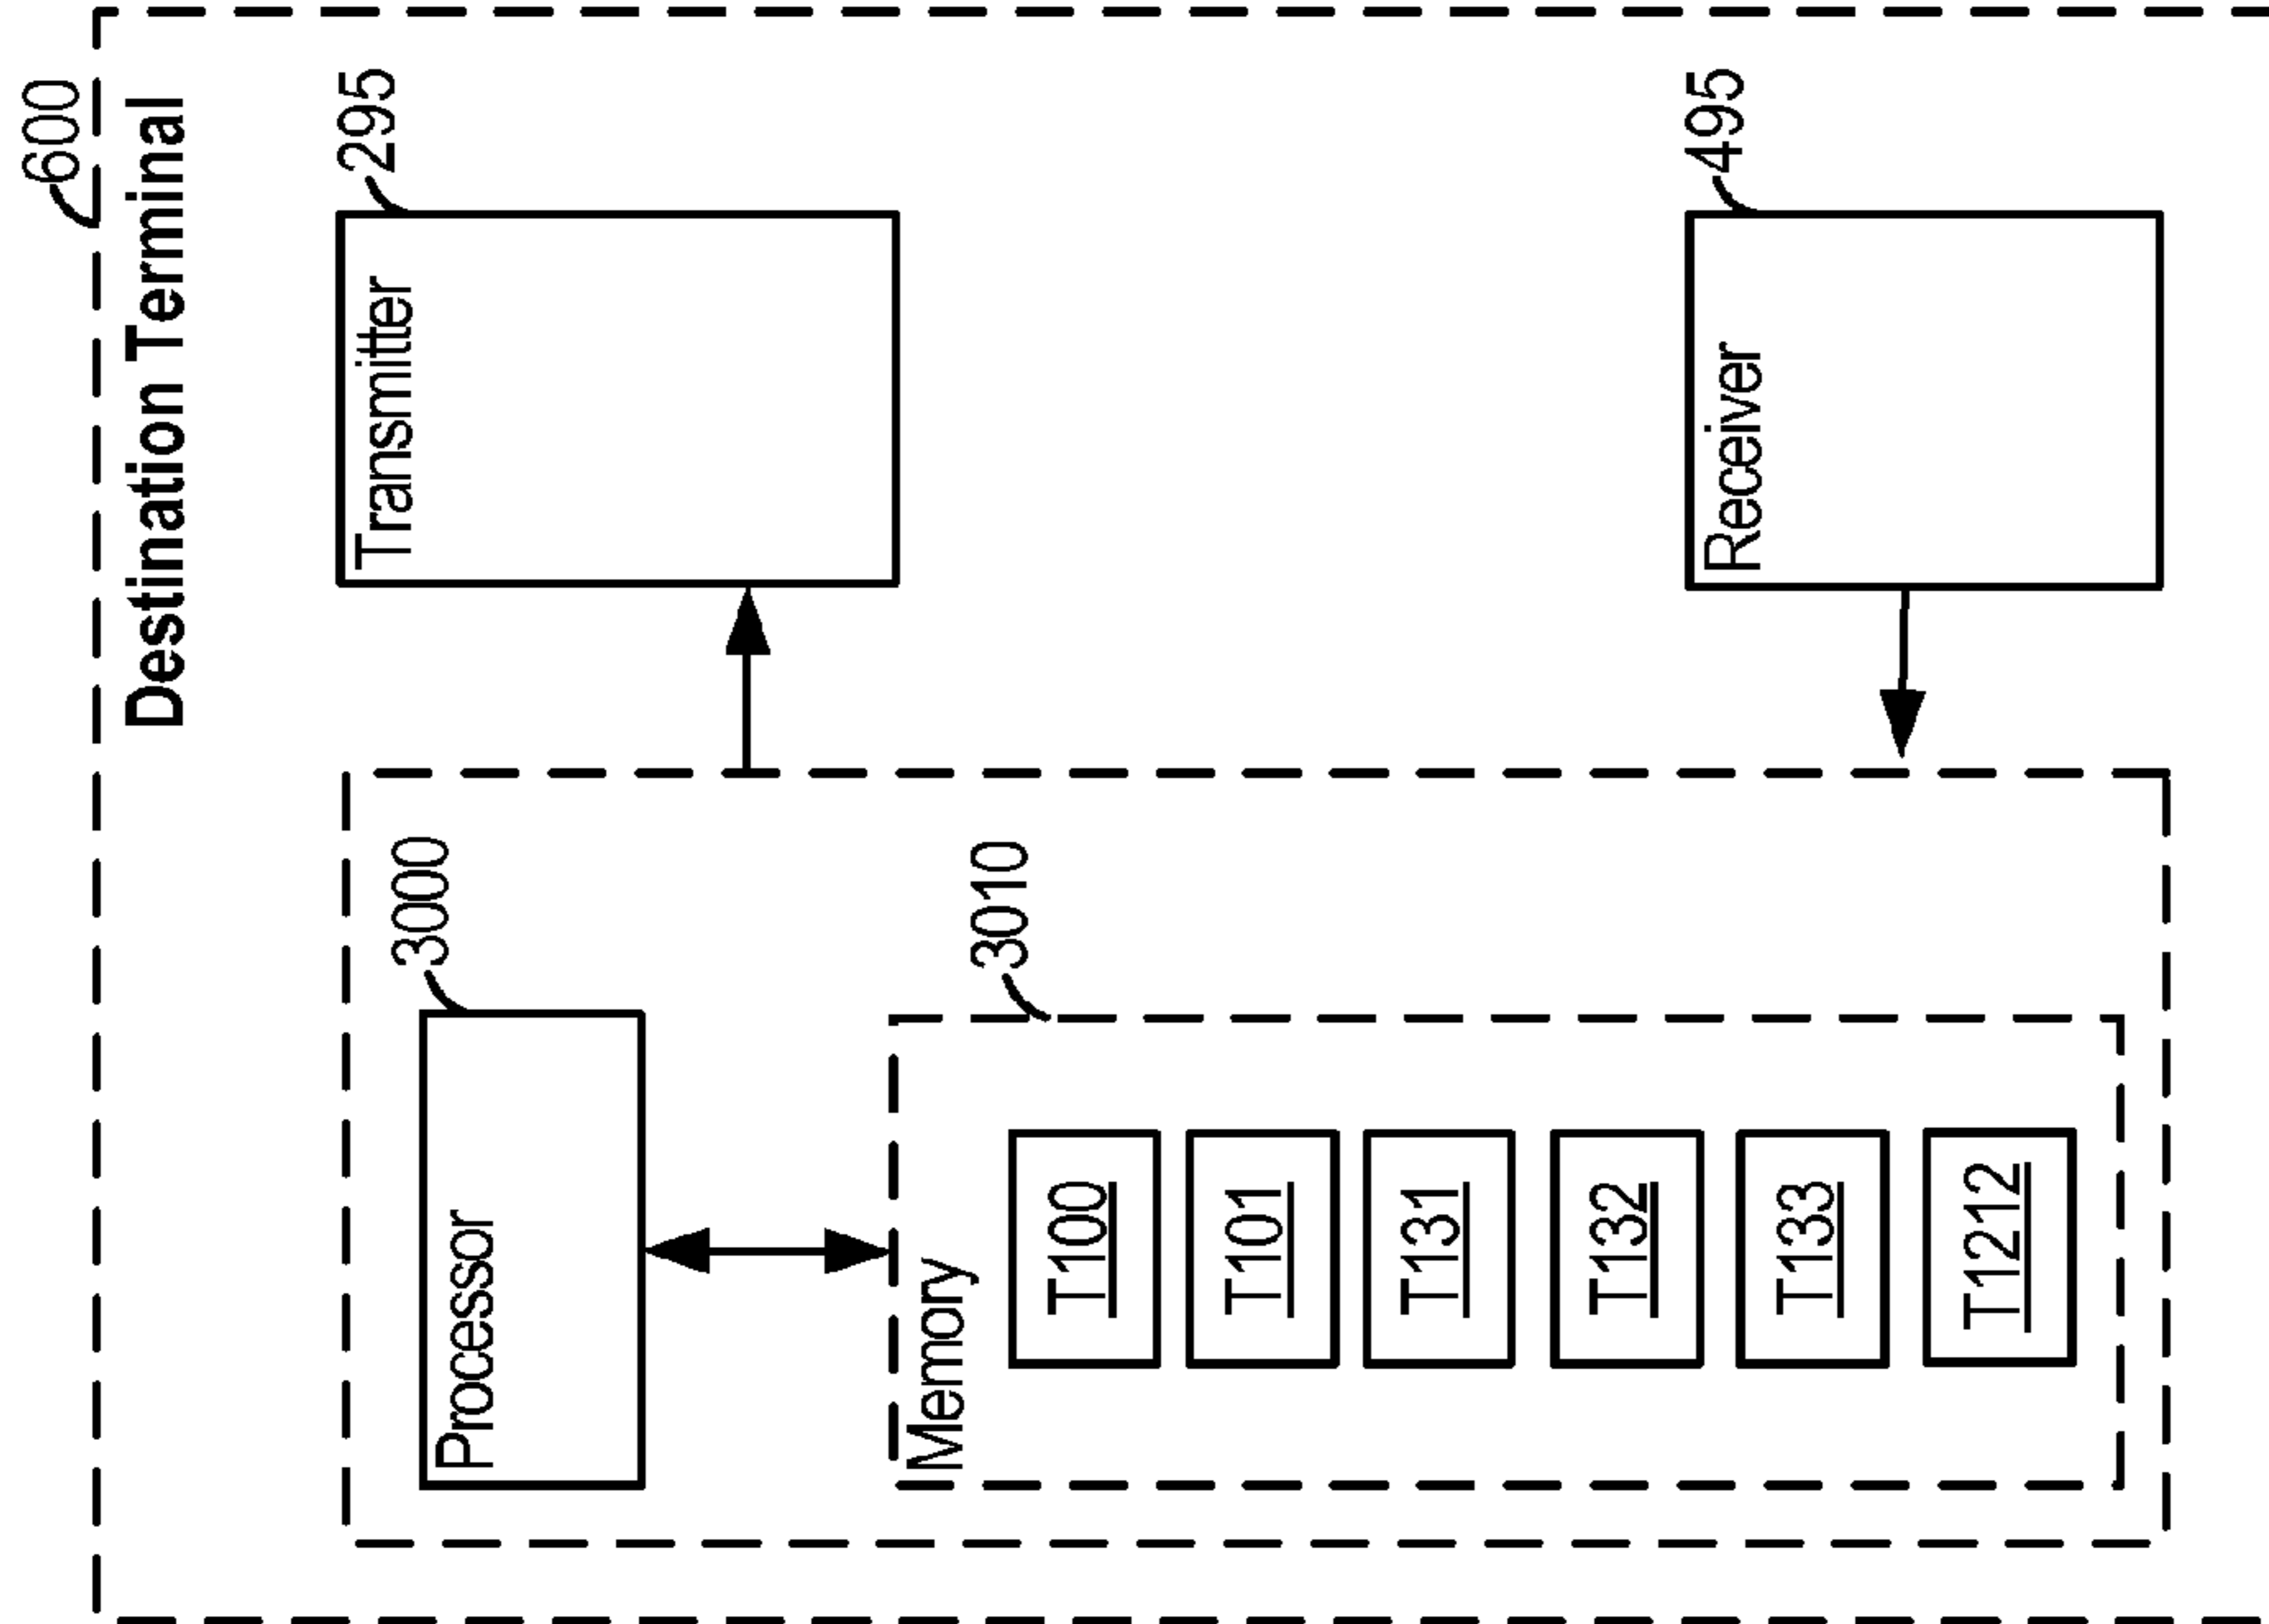 600
Destination Terminal
3000
Processor
295
Transmitter
3010
Memory
T100
T101
T131
T132
T133
T1212
495
Receiver